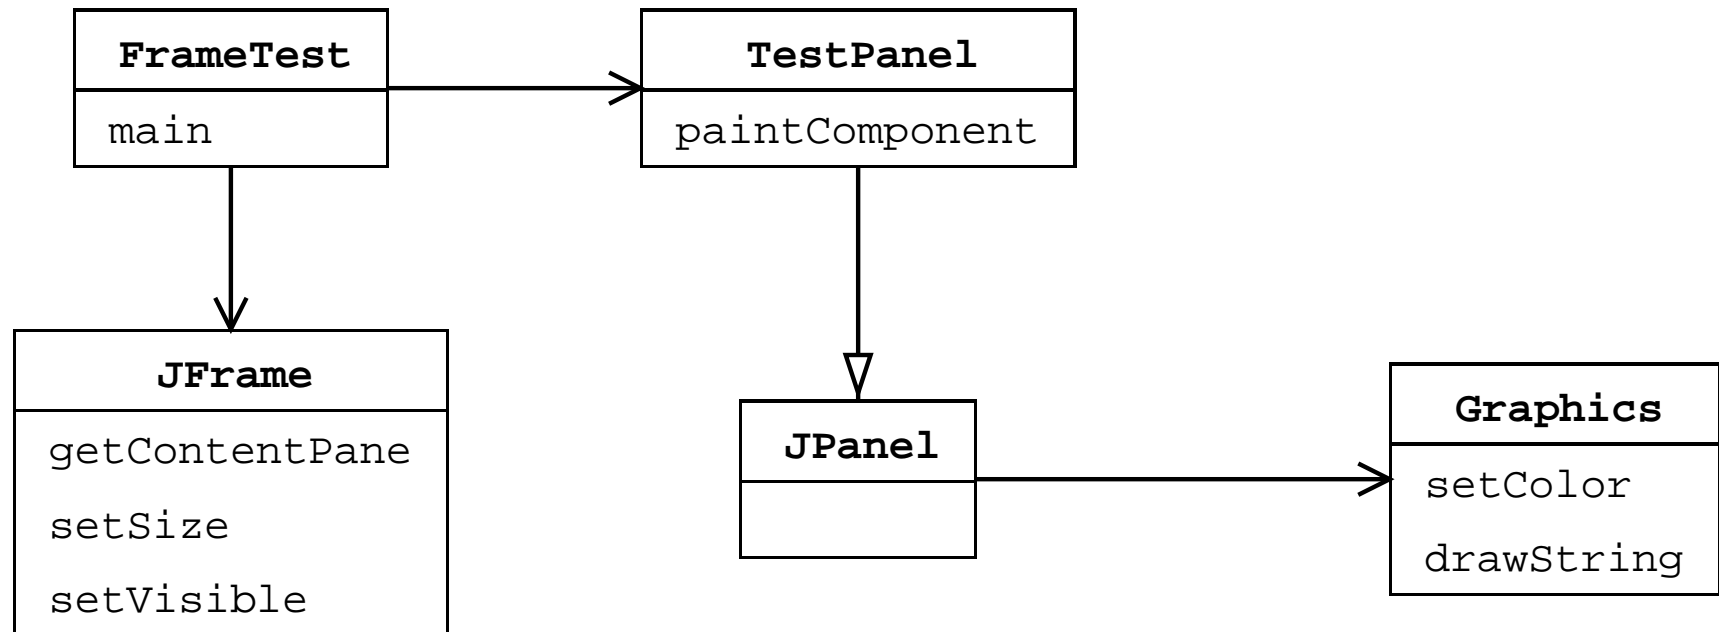 FrameTest
main
TestPanel
paintComponent
JFrame
getContentPane
setSize
setVisible
JPanel
Graphics
setColor
drawString